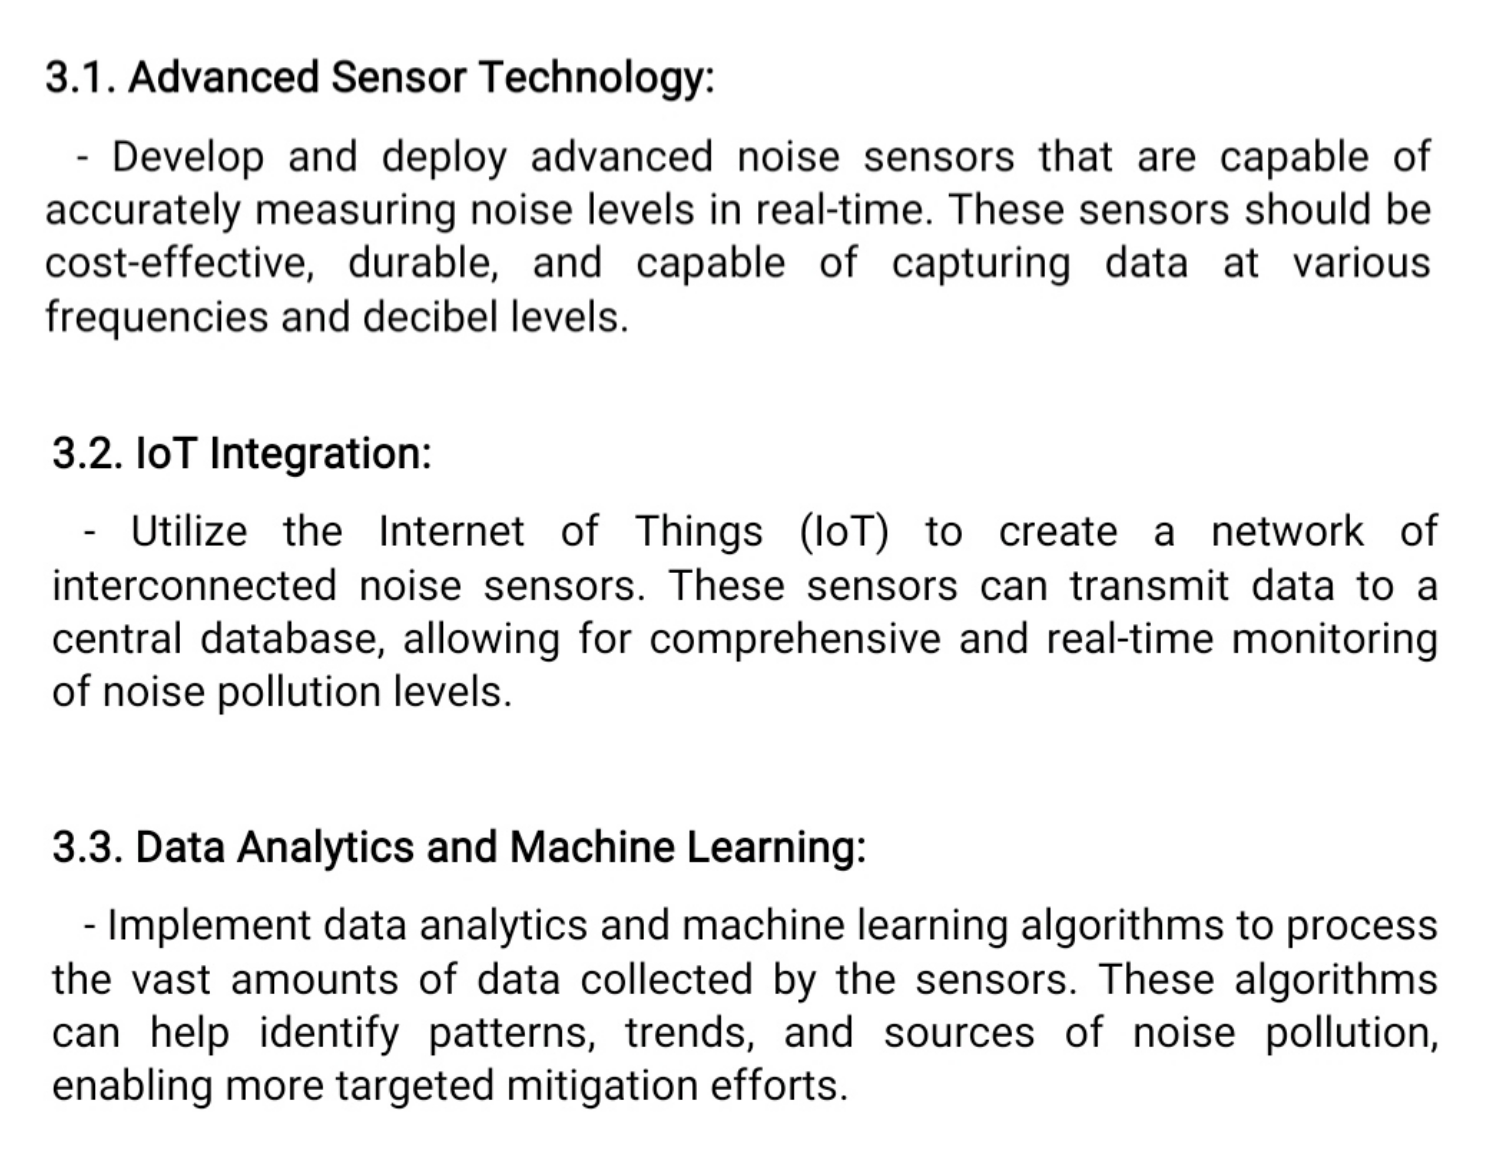 3.1. Advanced Sensor Technology:
- Develop and deploy advanced noise sensors that are capable of
accurately measuring noise levels in real-time. These sensors should be
cost-effective, durable, and capable of capturing data at various
frequencies and decibel levels.
3.2. IoT Integration:
- Utilize the Internet of Things (IoT) to create a network of
interconnected noise sensors. These sensors can transmit data to a
central database, allowing for comprehensive and real-time monitoring
of noise pollution levels.
3.3. Data Analytics and Machine Learning:
- Implement data analytics and machine learning algorithms to process
the vast amounts of data collected by the sensors. These algorithms
can help identify patterns, trends, and sources of noise pollution,
enabling more targeted mitigation efforts.